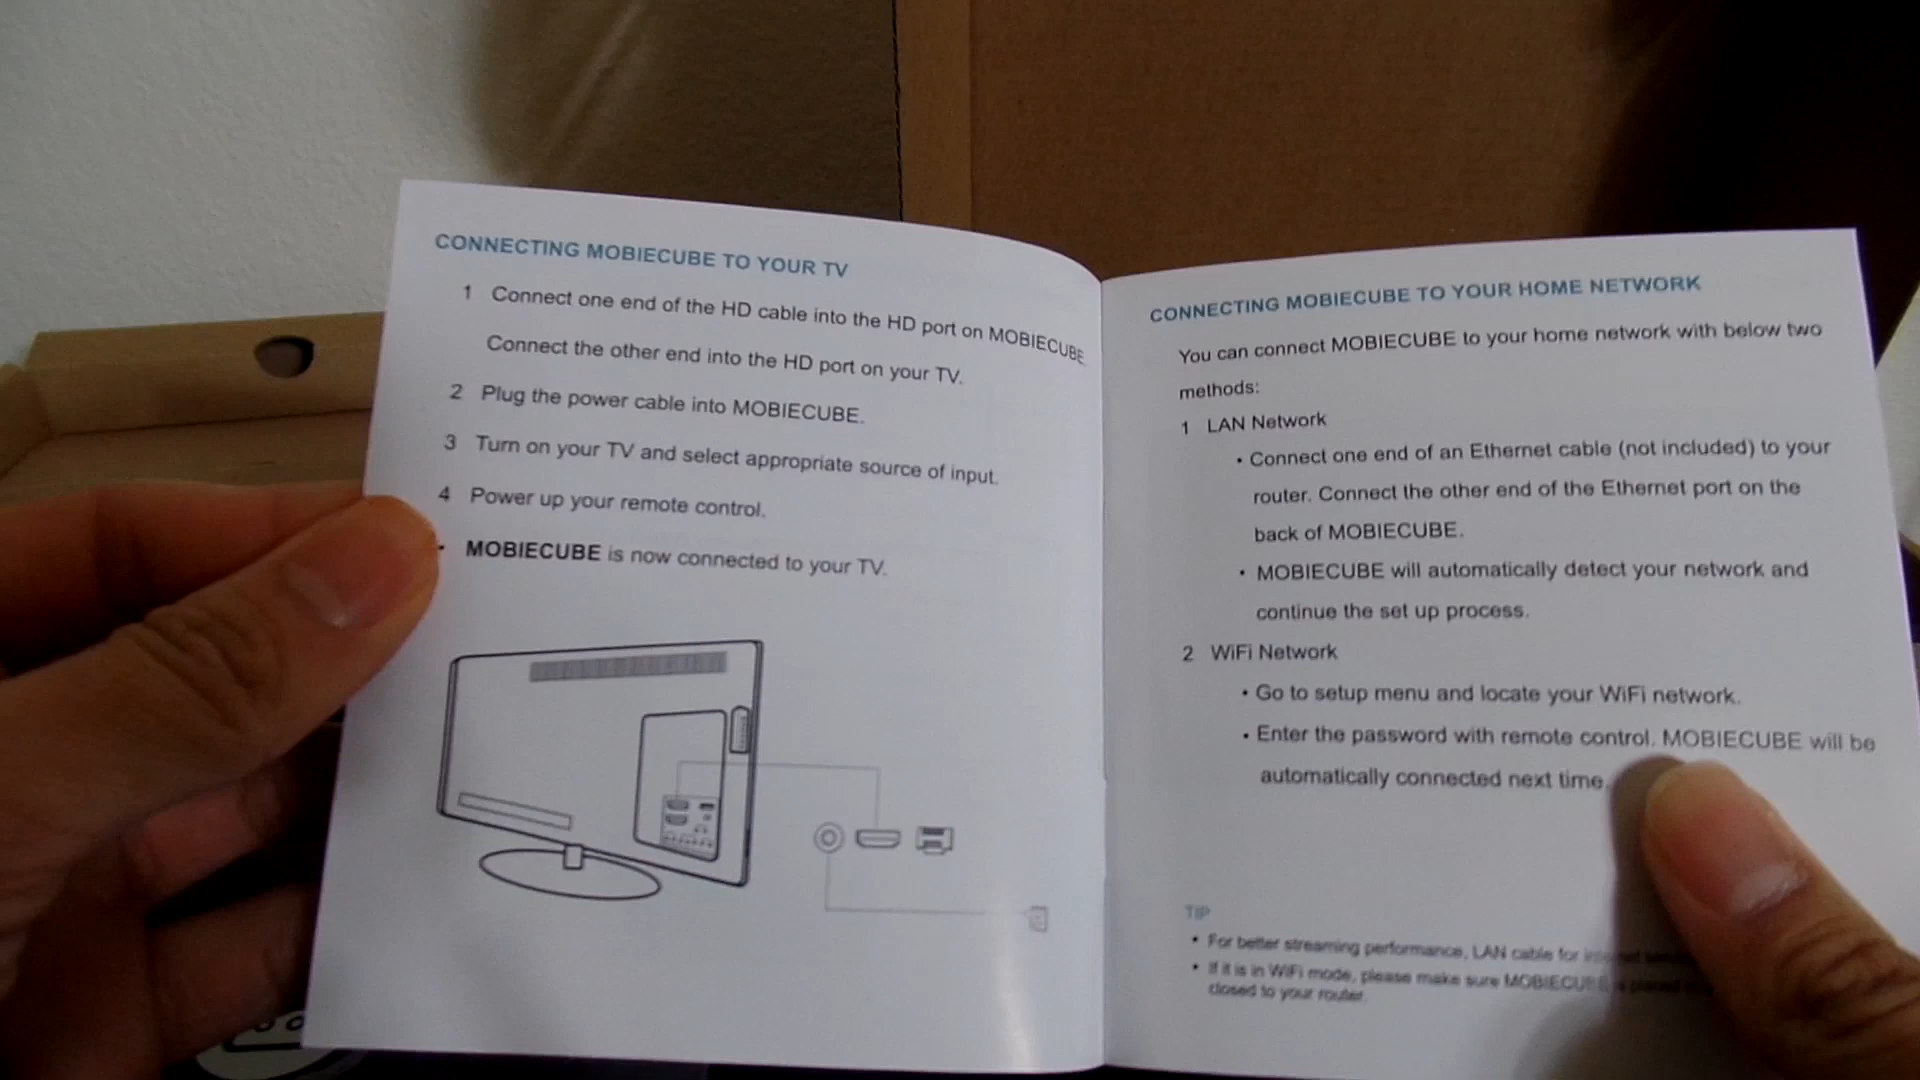 CONNECTING MOBIECUBE TO YOUR TV
1 Connect one end of the HD cable into the HD port on MOBIECUBE.
Connect the other end into the HD port on your TV.
2 Plug the power cable into MOBIECUBE.
3 Turn on your TV and select appropriate source of input.
4 Power up your remote control.
• MOBIECUBE is now connected to your TV.
CONNECTING MOBIECUBE TO YOUR HOME NETWORK
You can connect MOBIECUBE to your home network with below two
methods:
1 LAN Network
• Connect one end of an Ethernet cable (not included) to your
router. Connect the other end of the Ethernet port on the
back of MOBIECUBE.
• MOBIECUBE will automatically detect your network and
continue the set up process.
2 WiFi Network
• Go to setup menu and locate your WiFi network.
• Enter the password with remote control. MOBIECUBE will be
automatically connected next time.
TIP
• For better streaming performance, LAN cable for internet
• If it is in WiFi mode, please make sure MOBIECUBE is placed
closed to your router.